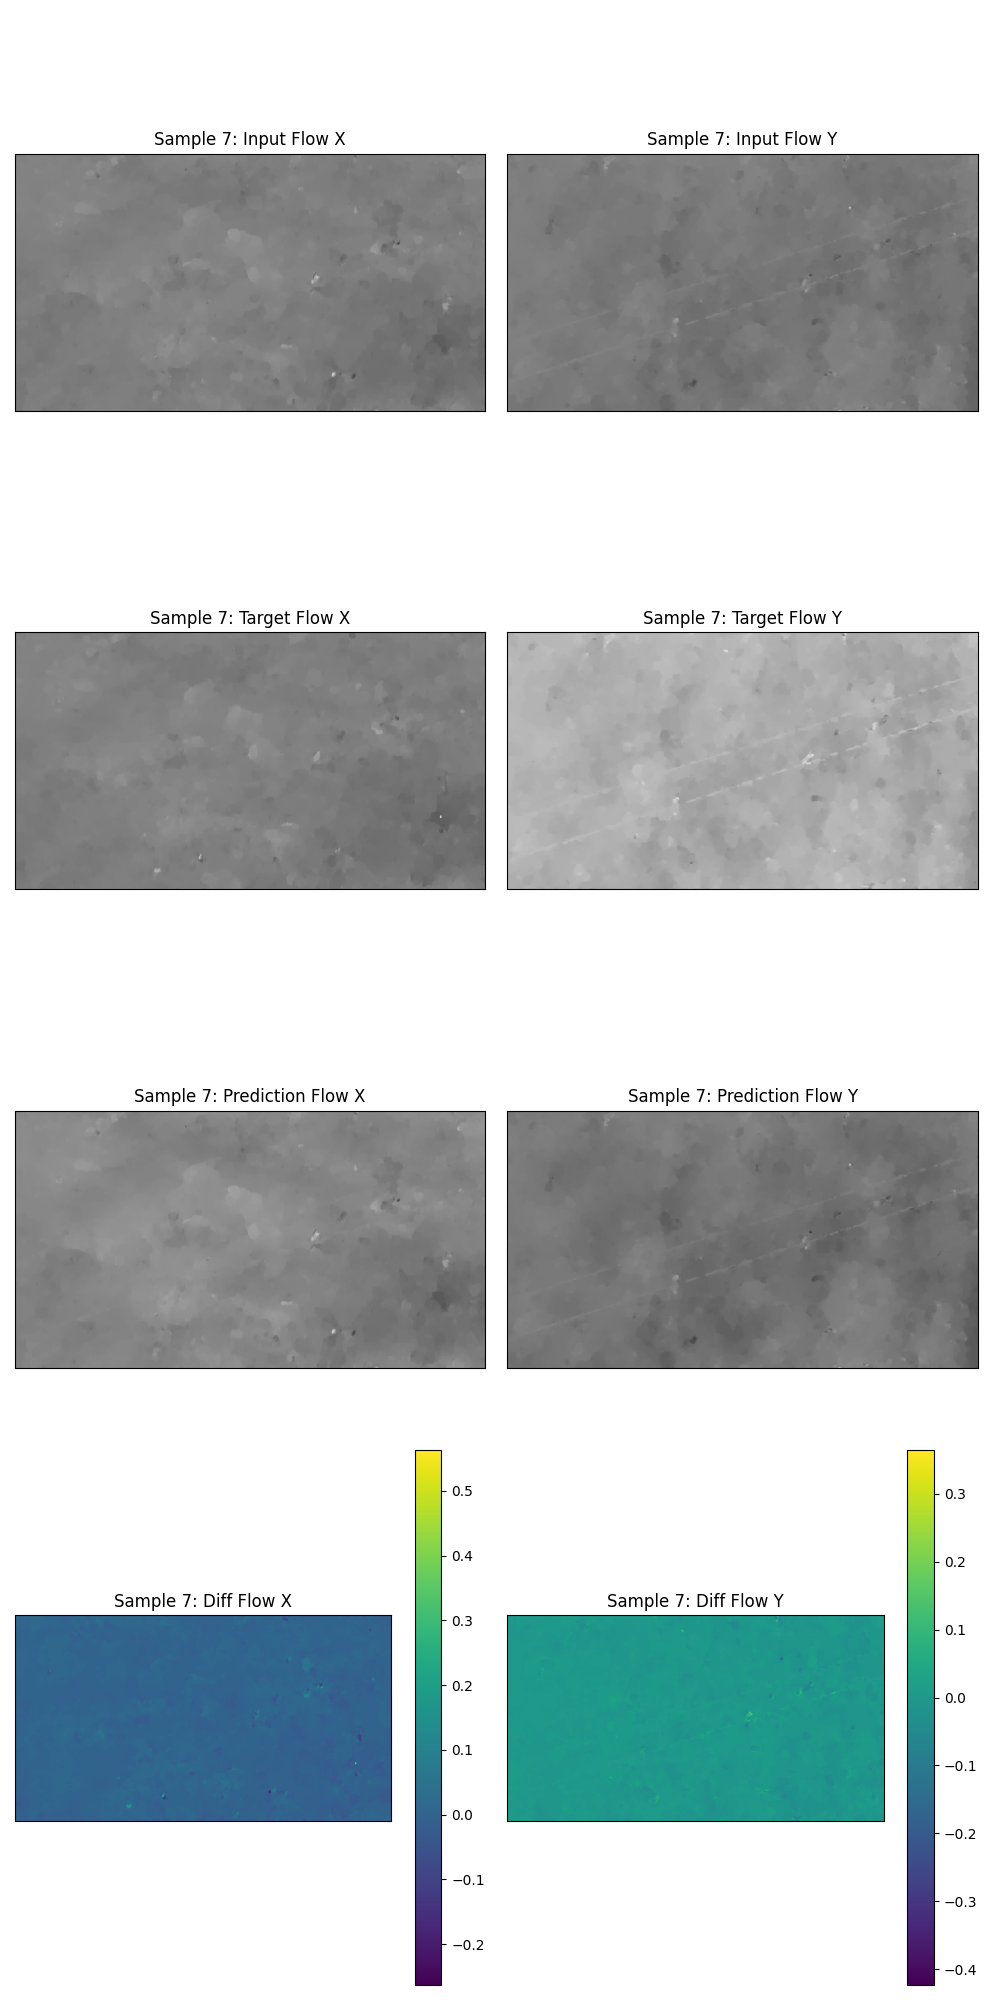 Sample 7: Input Flow X
Sample 7: Input Flow Y
Sample 7: Target Flow X
Sample 7: Target Flow Y
Sample 7: Prediction Flow X
Sample 7: Prediction Flow Y
Sample 7: Diff Flow X
0.5
0.4
0.3
0.2
0.1
0.0
−0.1
−0.2
Sample 7: Diff Flow Y
0.3
0.2
0.1
0.0
−0.1
−0.2
−0.3
−0.4